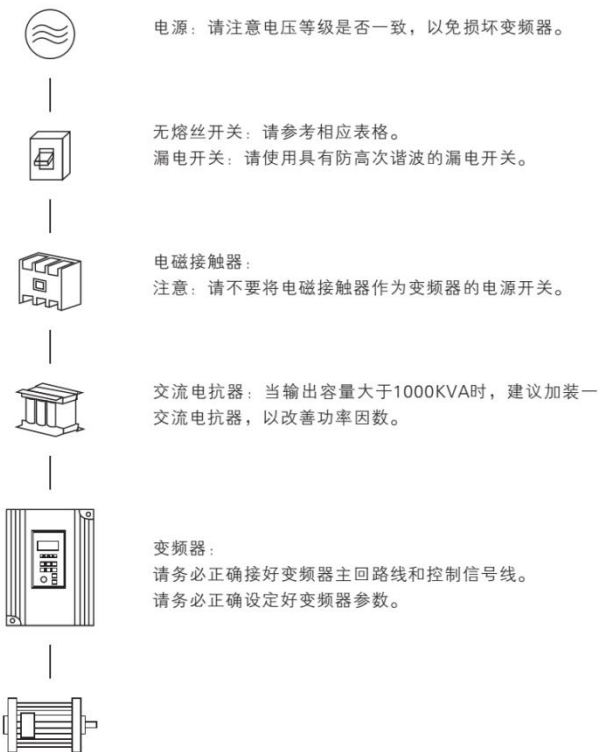 电源：请注意电压等级是否一致，以免损坏变频器。
无熔丝开关：请参考相应表格。
漏电开关：请使用具有防高次谐波的漏电开关。
电磁接触器：
注意：请不要将电磁接触器作为变频器的电源开关。
交流电抗器：当输出容量大于1000KVA时，建议加装一
交流电抗器，以改善功率因数。
变频器：
请务必正确接好变频器主回路线和控制信号线。
请务必正确设定好变频器参数。